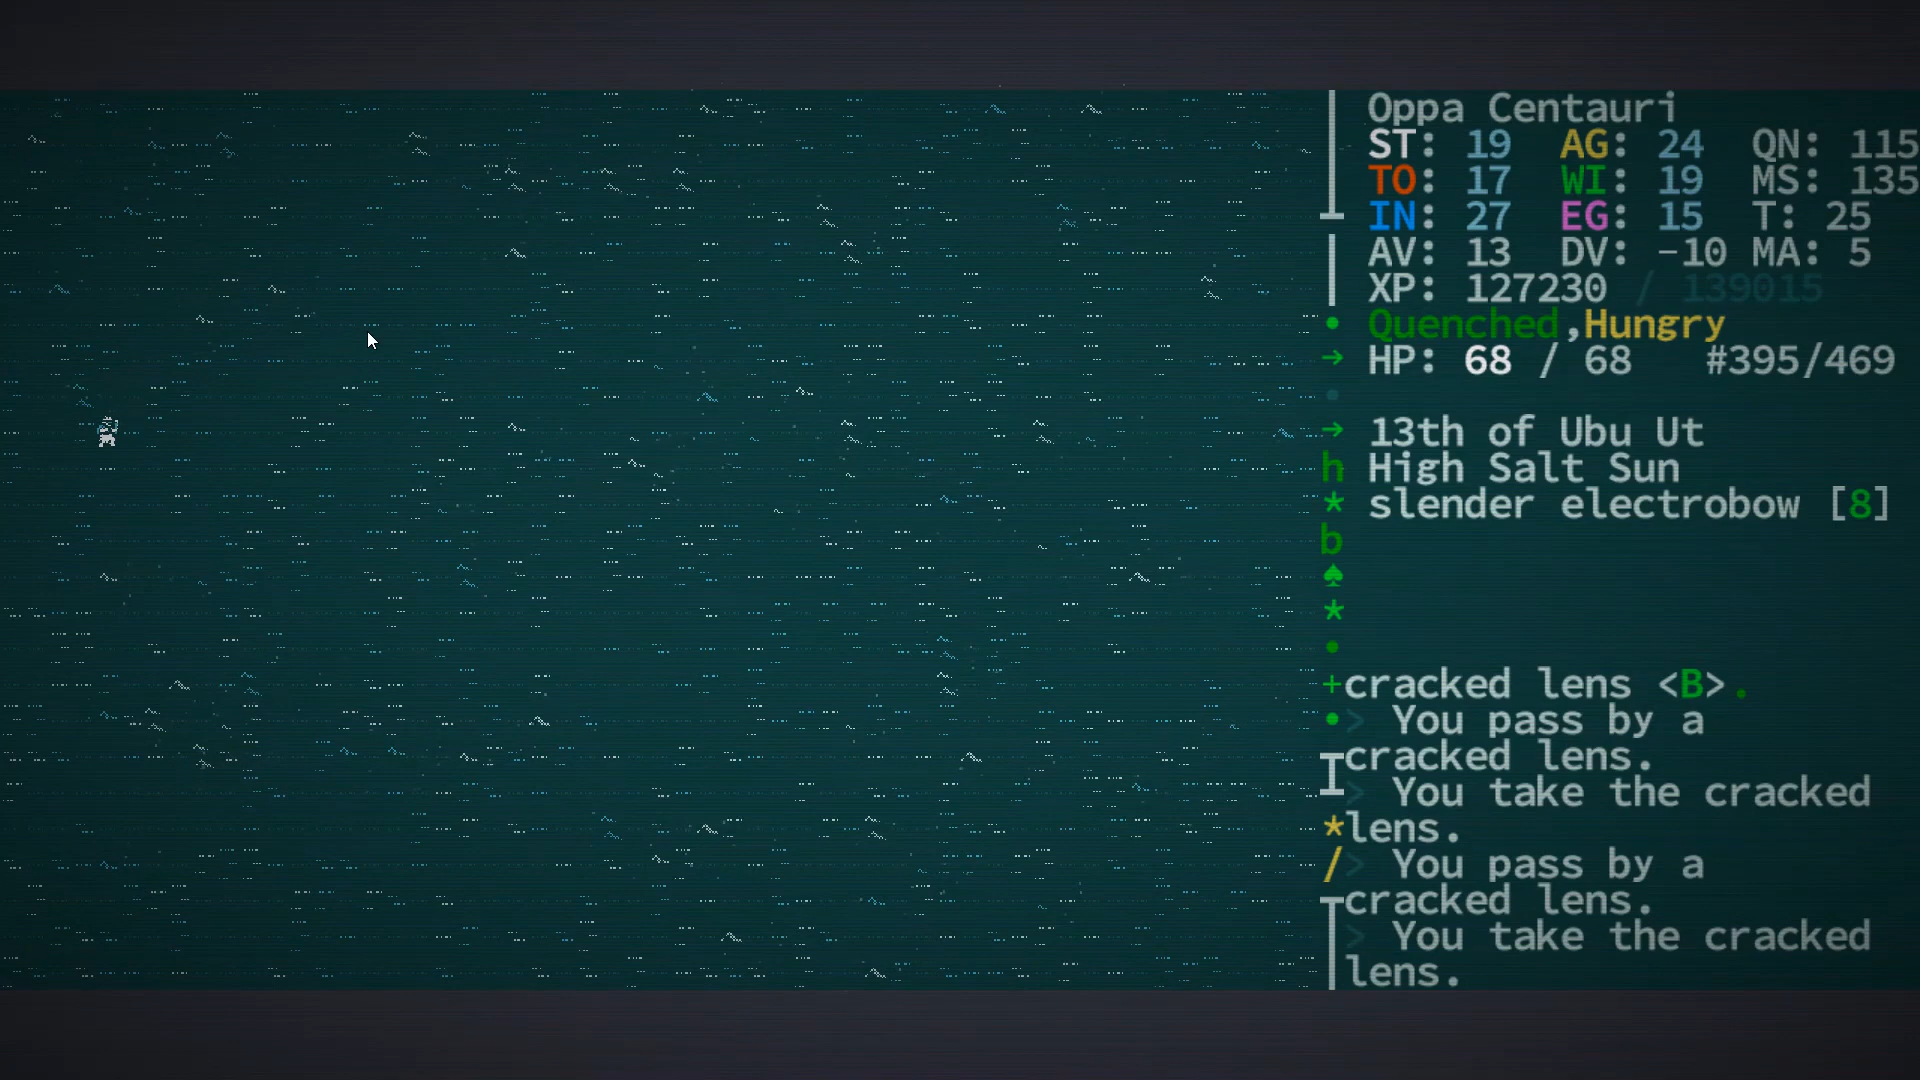 Oppa Centauri
ST: 19 AG: 24 QN: 115
TO: 17 WI: 19 MS: 135
IN: 27 EG: 15 T: 25
AV: 13 DV: -10 MA: 5
XP: 127230 / 139015
Quenched,Hungry
HP: 68 / 68 #395/469
13th of Ubu Ut
h High Salt Sun
* slender electrobow [8]
b
*
+cracked lens <B>.
> You pass by a
cracked lens.
> You take the cracked
*lens.
/> You pass by a
cracked lens.
> You take the cracked
lens.